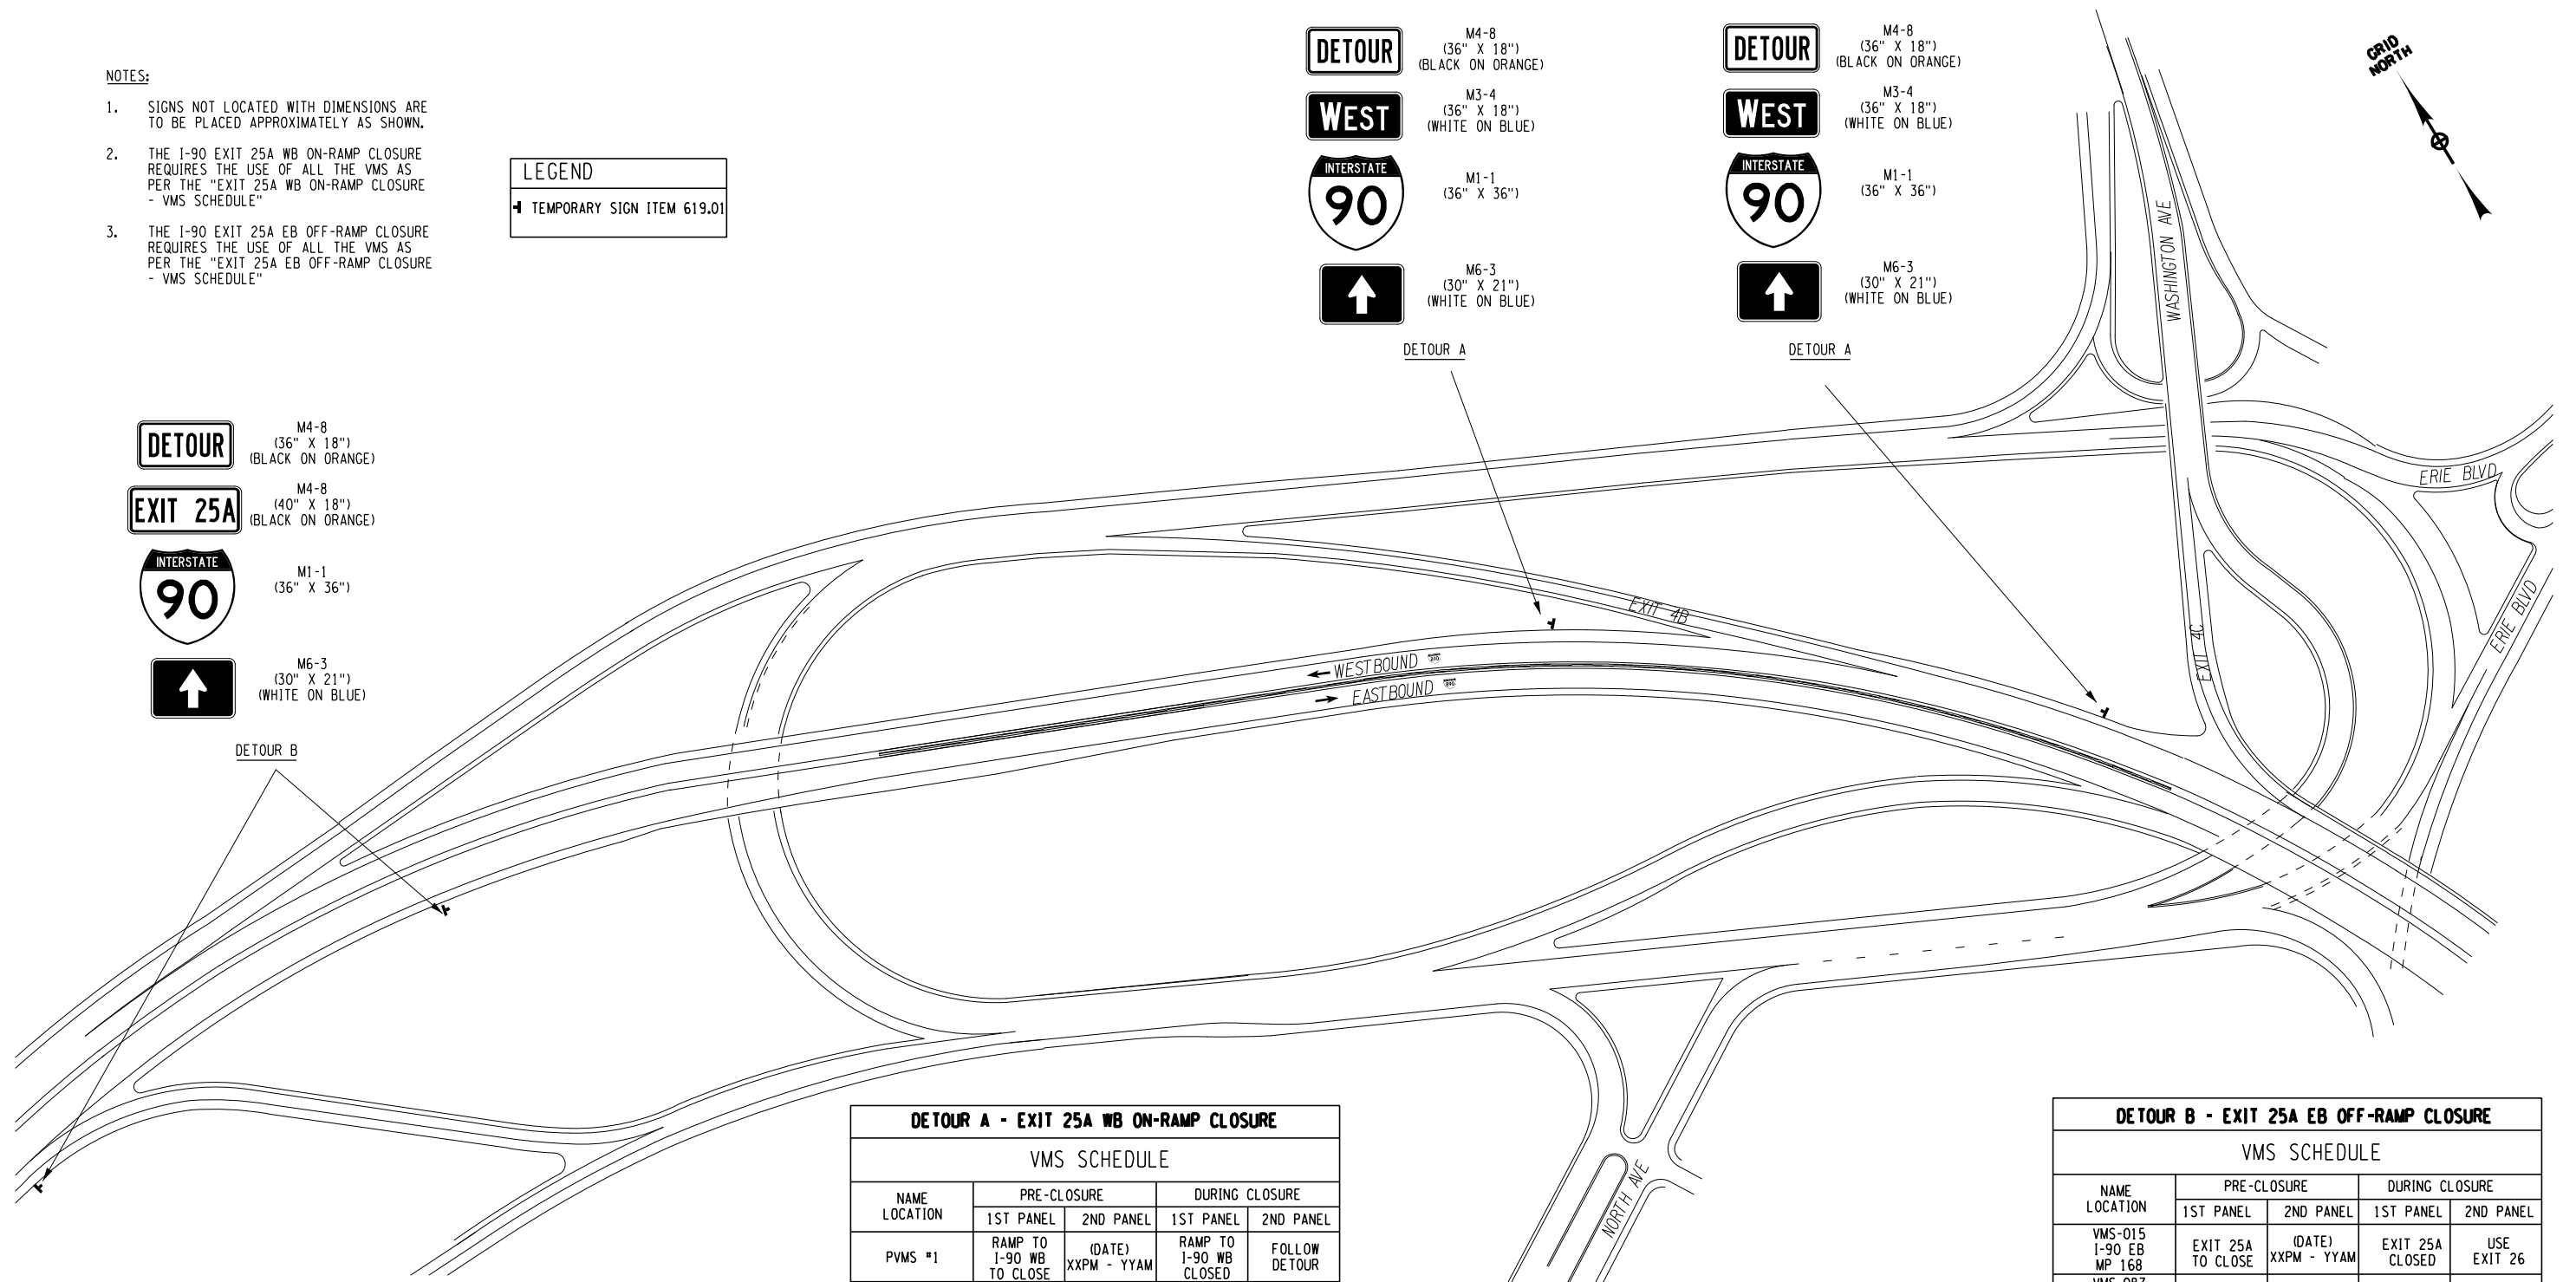 NOTES:
1. SIGNS NOT LOCATED WITH DIMENSIONS ARE
TO BE PLACED APPROXIMATELY AS SHOWN.
2. THE I-90 EXIT 25A WB ON-RAMP CLOSURE
REQUIRES THE USE OF ALL THE VMS AS
PER THE "EXIT 25A WB ON-RAMP CLOSURE
- VMS SCHEDULE"
3. THE I-90 EXIT 25A EB OFF-RAMP CLOSURE
REQUIRES THE USE OF ALL THE VMS AS
PER THE "EXIT 25A EB OFF-RAMP CLOSURE
- VMS SCHEDULE"
LEGEND
TEMPORARY SIGN ITEM 619.01
DETOUR
M4-8
(36" X 18")
(BLACK ON ORANGE)
WEST
M3-4
(36" X 18")
(WHITE ON BLUE)
INTERSTATE
90
M1-1
(36" X 36")
M6-3
(30" X 21")
(WHITE ON BLUE)
DETOUR A
DETOUR
M4-8
(36" X 18")
(BLACK ON ORANGE)
WEST
M3-4
(36" X 18")
(WHITE ON BLUE)
INTERSTATE
90
M1-1
(36" X 36")
M6-3
(30" X 21")
(WHITE ON BLUE)
DETOUR A
GRID
NORTH
DETOUR
M4-8
(36" X 18")
(BLACK ON ORANGE)
EXIT 25A
M4-8
(40" X 18")
(BLACK ON ORANGE)
INTERSTATE
90
M1-1
(36" X 36")
M6-3
(30" X 21")
(WHITE ON BLUE)
DETOUR B
WASHINGTON AVE
ERIE BLVD
ERIE BLVD
EXIT 4B
EXIT 4C
WESTBOUND
EASTBOUND
NORTH AVE
DETOUR A - EXIT 25A WB ON-RAMP CLOSURE
VMS SCHEDULE
NAME
LOCATION
PRE-CLOSURE
DURING CLOSURE
1ST PANEL
2ND PANEL
1ST PANEL
2ND PANEL
PVMS #1
RAMP TO
I-90 WB
TO CLOSE
(DATE)
XXPM - YYAM
RAMP TO
I-90 WB
CLOSED
FOLLOW
DETOUR
DETOUR B - EXIT 25A EB OFF-RAMP CLOSURE
VMS SCHEDULE
NAME
LOCATION
PRE-CLOSURE
DURING CLOSURE
1ST PANEL
2ND PANEL
1ST PANEL
2ND PANEL
VMS-015
I-90 EB
MP 168
EXIT 25A
TO CLOSE
(DATE)
XXPM - YYAM
EXIT 25A
CLOSED
USE
EXIT 26